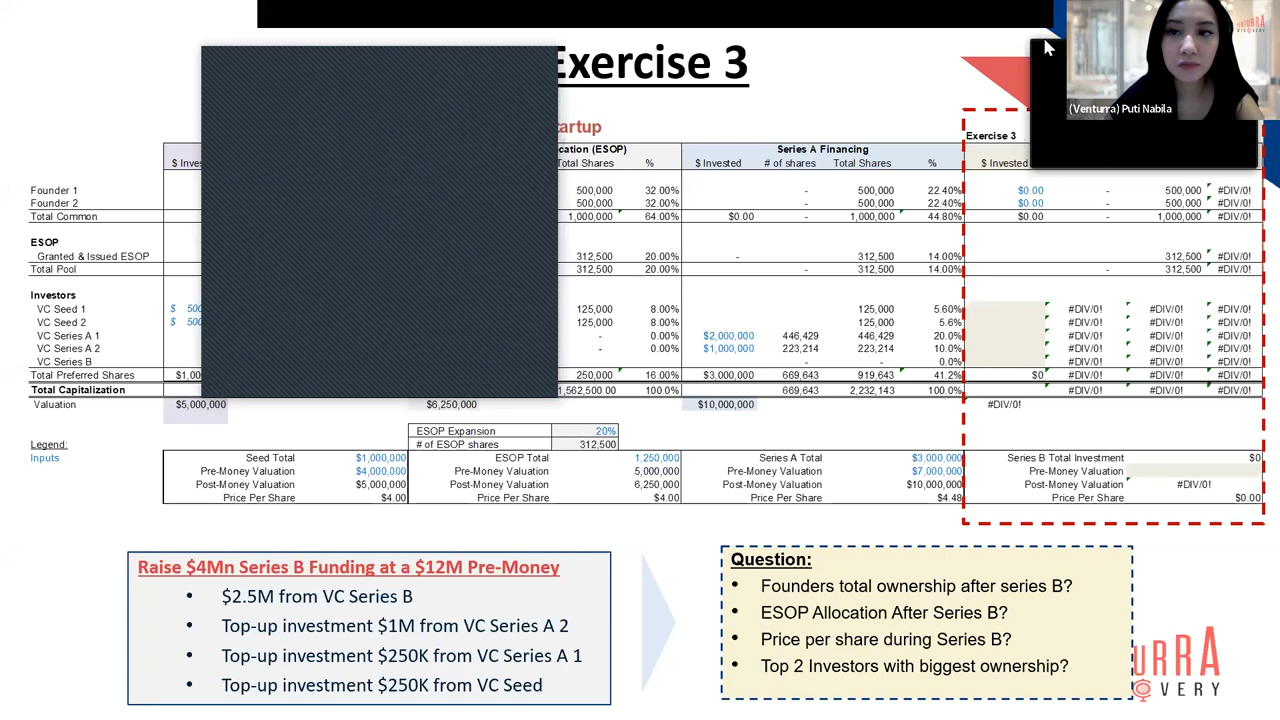 Exercise 3
(Venturra) Puti Nabila
Exercise 3
(ESOP) Series A Financing
Total Shares % $ Invested # of shares Total Shares % $ Invested
Founder 1 500,000 32.00% - 500,000 22.40% $0.00 - 500,000 #DIV/0!
Founder 2 500,000 32.00% - 500,000 22.40% $0.00 - 500,000 #DIV/0!
Total Common 1,000,000 64.00% $0.00 - 1,000,000 44.80% $0.00 - 1,000,000 #DIV/0!
ESOP
Granted & Issued ESOP 312,500 20.00% - 312,500 14.00% 312,500 #DIV/0!
Total Pool 312,500 20.00% - 312,500 14.00% - 312,500 #DIV/0!
Investors
VC Seed 1 $ 125,000 8.00% 125,000 5.60% #DIV/0! #DIV/0! #DIV/0!
VC Seed 2 $ 125,000 8.00% 125,000 5.6% #DIV/0! #DIV/0! #DIV/0!
VC Series A 1 - 0.00% $2,000,000 446,429 446,429 20.0% #DIV/0! #DIV/0! #DIV/0!
VC Series A 2 - 0.00% $1,000,000 223,214 223,214 10.0% #DIV/0! #DIV/0! #DIV/0!
VC Series B - - 0.0% #DIV/0! #DIV/0! #DIV/0!
Total Preferred Shares 250,000 16.00% $3,000,000 669,643 919,643 41.2% $0 #DIV/0! #DIV/0! #DIV/0!
Total Capitalization 1,562,500.00 100.0% 669,643 2,232,143 100.0% #DIV/0! #DIV/0! #DIV/0!
Valuation $5,000,000 $6,250,000 $10,000,000 #DIV/0!
ESOP Expansion 20%
Legend: # of ESOP shares 312,500
Inputs Seed Total $1,000,000 ESOP Total 1,250,000 Series A Total $3,000,000 Series B Total Investment $0
Pre-Money Valuation $4,000,000 Pre-Money Valuation 5,000,000 Pre-Money Valuation $7,000,000 Pre-Money Valuation
Post-Money Valuation $5,000,000 Post-Money Valuation 6,250,000 Post-Money Valuation $10,000,000 Post-Money Valuation #DIV/0!
Price Per Share $4.00 Price Per Share $4.00 Price Per Share $4.48 Price Per Share $0.00
Raise $4Mn Series B Funding at a $12M Pre-Money
• $2.5M from VC Series B
• Top-up investment $1M from VC Series A 2
• Top-up investment $250K from VC Series A 1
• Top-up investment $250K from VC Seed
Question:
• Founders total ownership after series B?
• ESOP Allocation After Series B?
• Price per share during Series B?
• Top 2 Investors with biggest ownership?